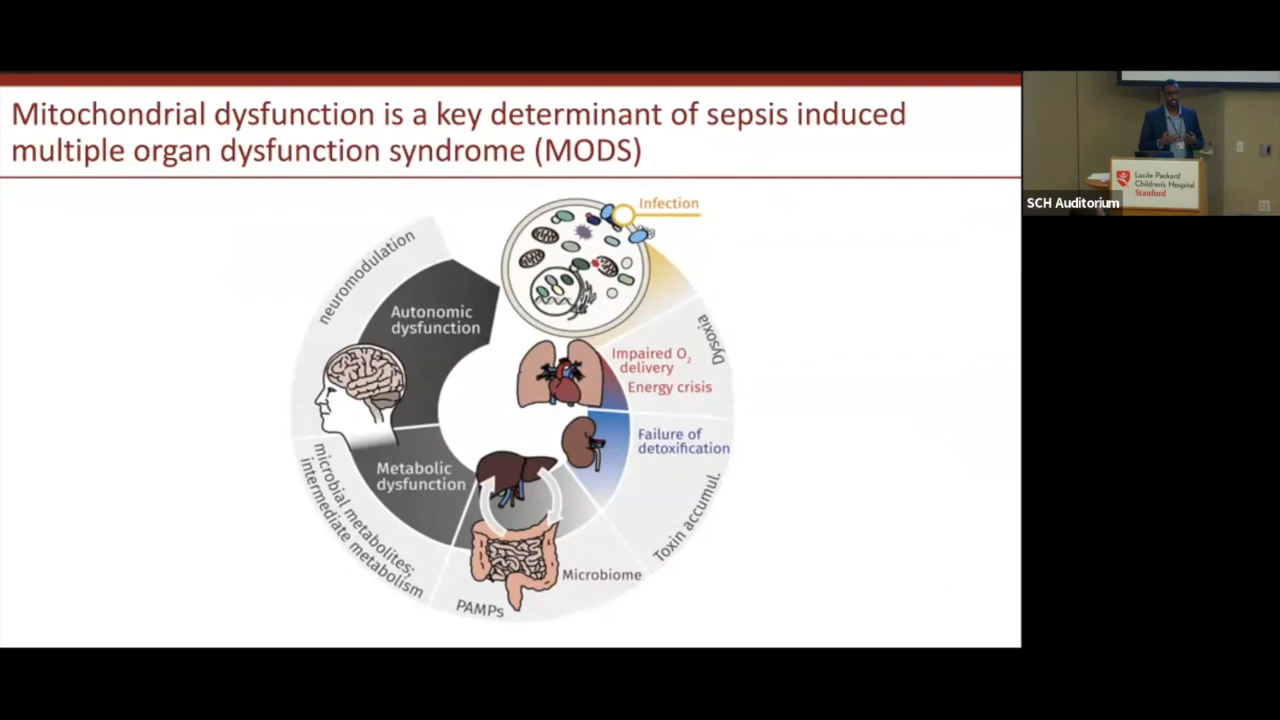 Mitochondrial dysfunction is a key determinant of sepsis induced
multiple organ dysfunction syndrome (MODS)
Infection
neuromodulation
Autonomic
dysfunction
Dysoxia
Impaired O₂
delivery
Energy crisis
Failure of
detoxification
Metabolic
dysfunction
microbial metabolites;
intermediate metabolism
Toxin accumul.
Microbiome
PAMPs
Lucile Packard
Children's Hospital
Stanford
SCH Auditorium